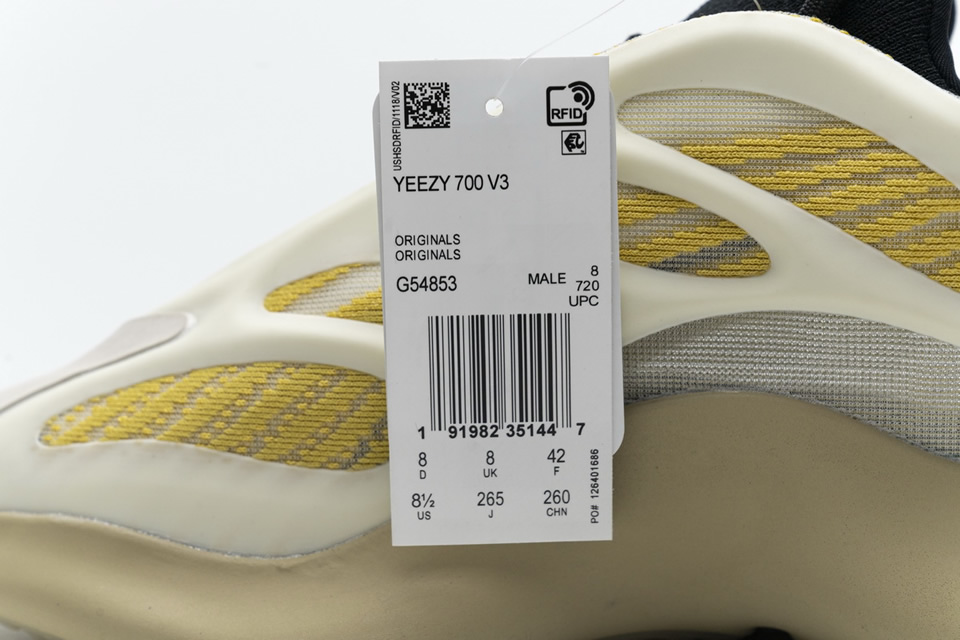 USHSDRFID/1118/V02
RFID
YEEZY 700 V3
ORIGINALS
ORIGINALS
G54853
MALE 8
720
UPC
1 91982 35144 7
8 8 42
D UK F
8½ 265 260
US J CHN
PO# 126401686